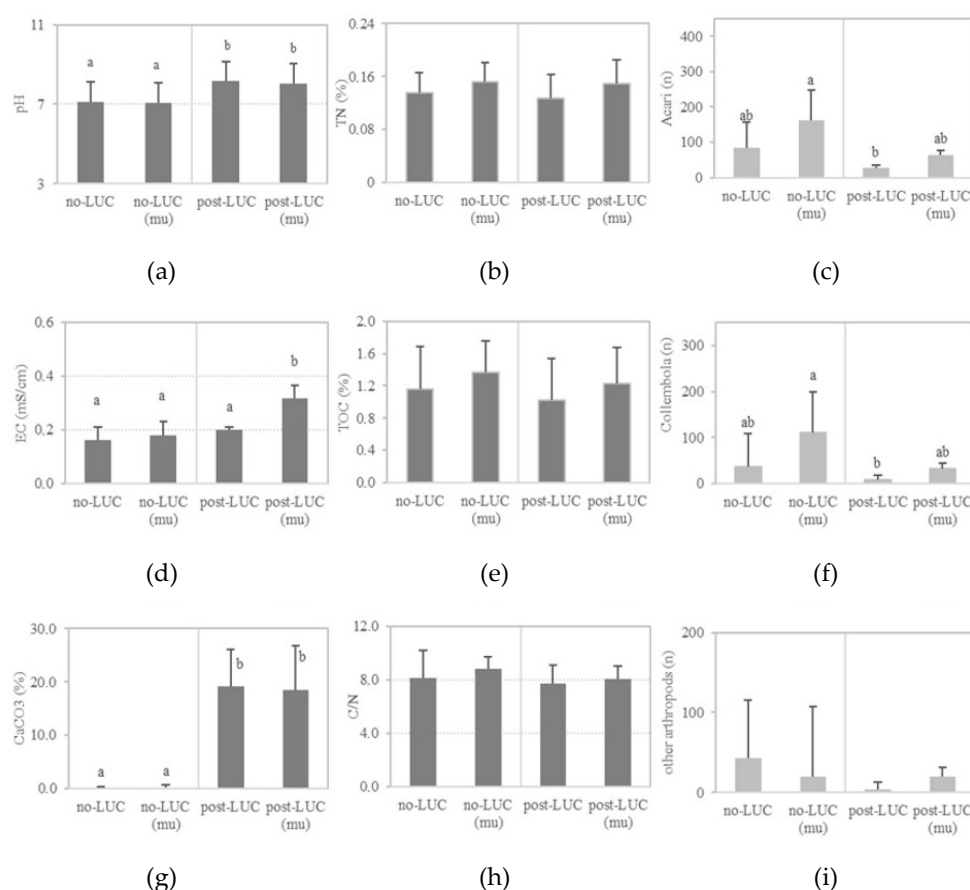 11
7
3
pH
a
a
b
b
no-LUC
no-LUC
(mu)
post-LUC
post-LUC
(mu)
(a)
0.24
0.16
0.08
0
TN (%)
no-LUC
no-LUC
(mu)
post-LUC
post-LUC
(mu)
(b)
400
300
200
100
0
Acari (n)
ab
a
b
ab
no-LUC
no-LUC
(mu)
post-LUC
post-LUC
(mu)
(c)
0.6
0.4
0.2
0.0
EC (mS/cm)
a
a
a
b
no-LUC
no-LUC
(mu)
post-LUC
post-LUC
(mu)
(d)
2.0
1.6
1.2
0.8
0.4
0.0
TOC (%)
no-LUC
no-LUC
(mu)
post-LUC
post-LUC
(mu)
(e)
300
200
100
0
Collembola (n)
ab
a
b
ab
no-LUC
no-LUC
(mu)
post-LUC
post-LUC
(mu)
(f)
30.0
20.0
10.0
0.0
CaCO3 (%)
a
a
b
b
no-LUC
no-LUC
(mu)
post-LUC
post-LUC
(mu)
(g)
12.0
8.0
4.0
0.0
C/N
no-LUC
no-LUC
(mu)
post-LUC
post-LUC
(mu)
(h)
200
100
0
other arthropods (n)
no-LUC
no-LUC
(mu)
post-LUC
post-LUC
(mu)
(i)